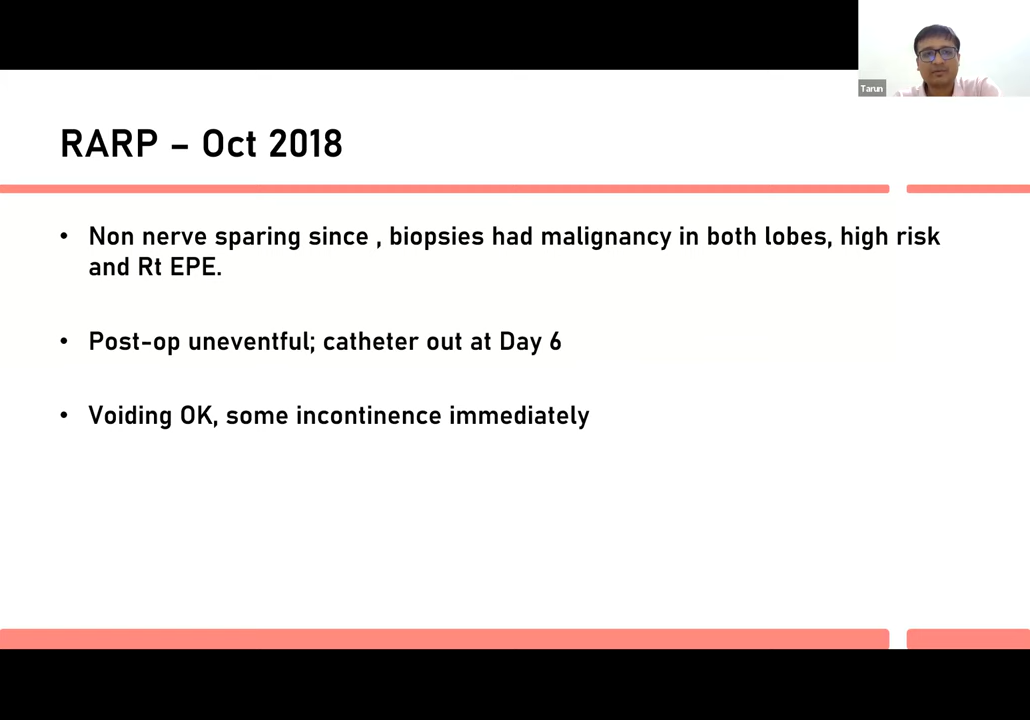 Tarun
RARP – Oct 2018
• Non nerve sparing since , biopsies had malignancy in both lobes, high risk
and Rt EPE.
• Post-op uneventful; catheter out at Day 6
• Voiding OK, some incontinence immediately